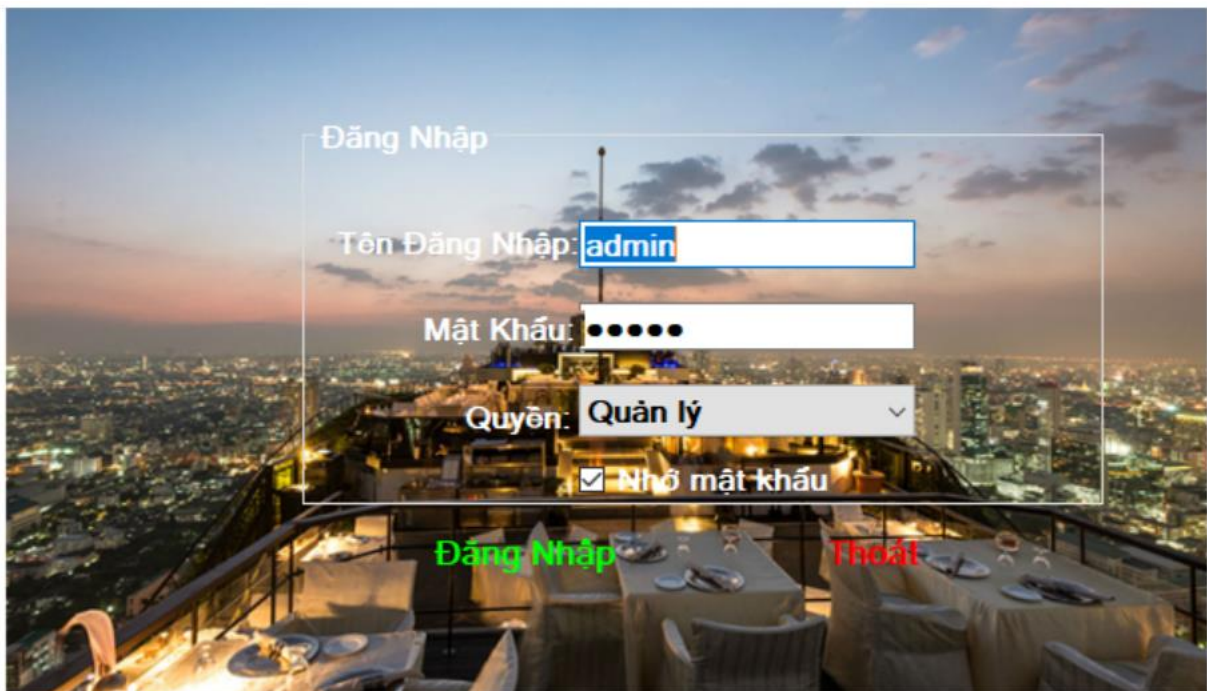 Đăng Nhập
Tên Đăng Nhập: admin
Mật Khẩu: •••••
Quyền: Quản lý
Nhớ mật khẩu
Đăng Nhập Thoát